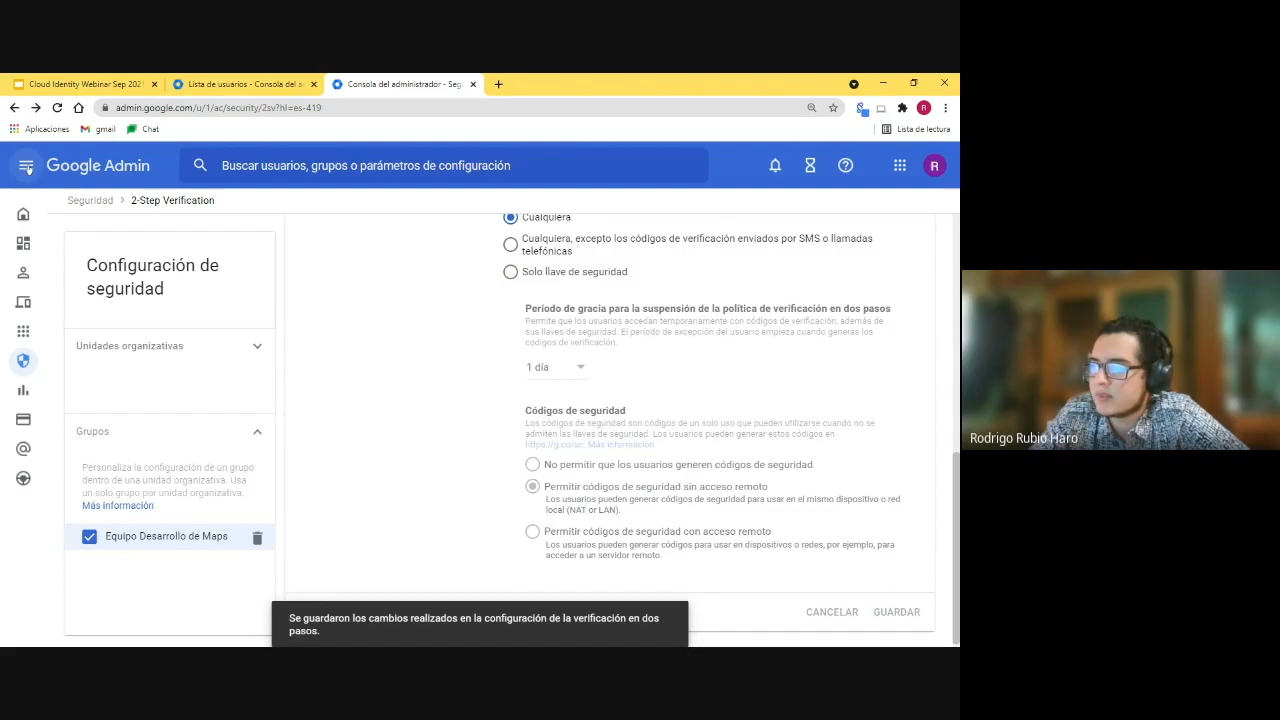 Cloud Identity Webinar Sep 202
Lista de usuarios - Consola del a
Consola del administrador - Seg
admin.google.com/u/1/ac/security/2sv?hl=es-419
R
Aplicaciones
gmail
Chat
Lista de lectura
Google Admin
Buscar usuarios, grupos o parámetros de configuración
R
Seguridad > 2-Step Verification
Configuración de
seguridad
Unidades organizativas
Grupos
Personaliza la configuración de un grupo
dentro de una unidad organizativa. Usa
un solo grupo por unidad organizativa.
Más información
Equipo Desarrollo de Maps
Cualquiera
Cualquiera, excepto los códigos de verificación enviados por SMS o llamadas
telefónicas
Solo llave de seguridad
Período de gracia para la suspensión de la política de verificación en dos pasos
Permite que los usuarios accedan temporariamente con códigos de verificación, además de
sus llaves de seguridad. El período de excepción del usuario empieza cuando generas los
códigos de verificación.
1 día
Códigos de seguridad
Los códigos de seguridad son códigos de un solo uso que pueden utilizarse cuando no se
admiten las llaves de seguridad. Los usuarios pueden generar estos códigos en
https://g.co/sc. Más información
No permitir que los usuarios generen códigos de seguridad
Permitir códigos de seguridad sin acceso remoto
Los usuarios pueden generar códigos de seguridad para usar en el mismo dispositivo o red
local (NAT or LAN).
Permitir códigos de seguridad con acceso remoto
Los usuarios pueden generar códigos para usar en dispositivos o redes, por ejemplo, para
acceder a un servidor remoto.
CANCELAR
GUARDAR
Se guardaron los cambios realizados en la configuración de la verificación en dos
pasos.
Rodrigo Rubio Haro